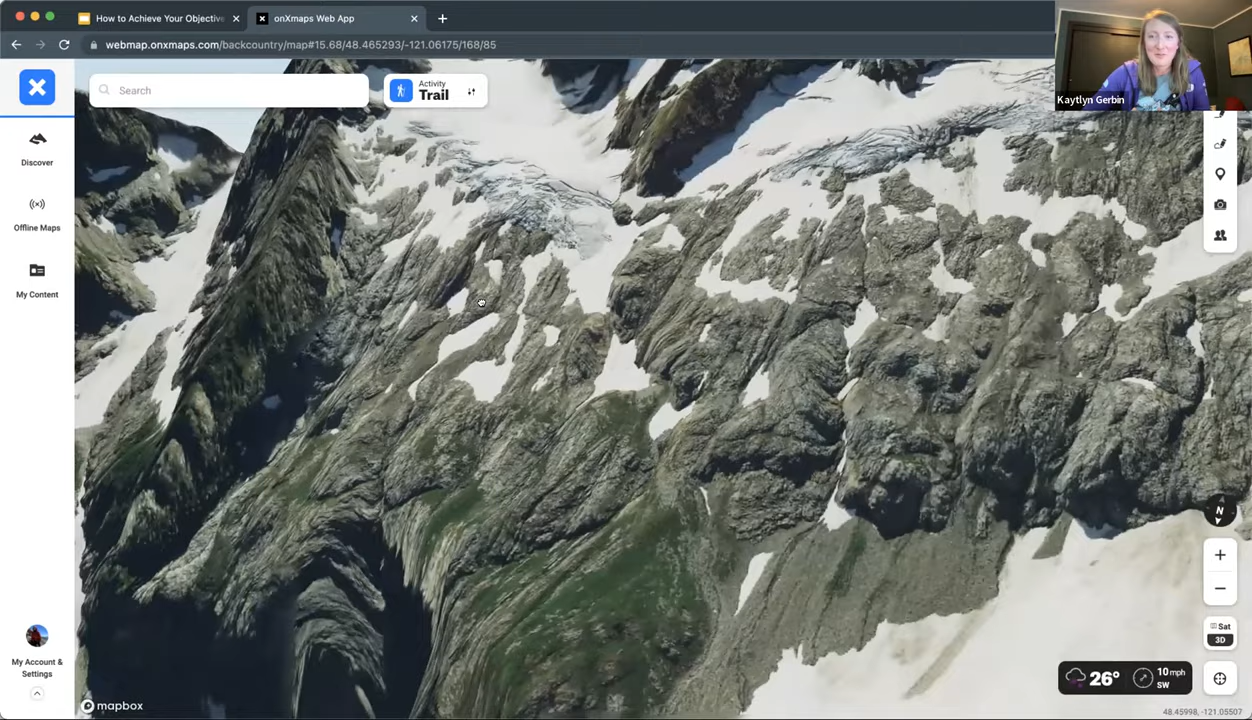 How to Achieve Your Objective
onXmaps Web App
webmap.onxmaps.com/backcountry/map#15.68/48.465293/-121.06175/168/85
Kaytlyn Gerbin
Search
Activity
Trail
Discover
Offline Maps
My Content
N
Sat
3D
My Account &
Settings
26°
10 mph
SW
mapbox
48.45998, -121.05507